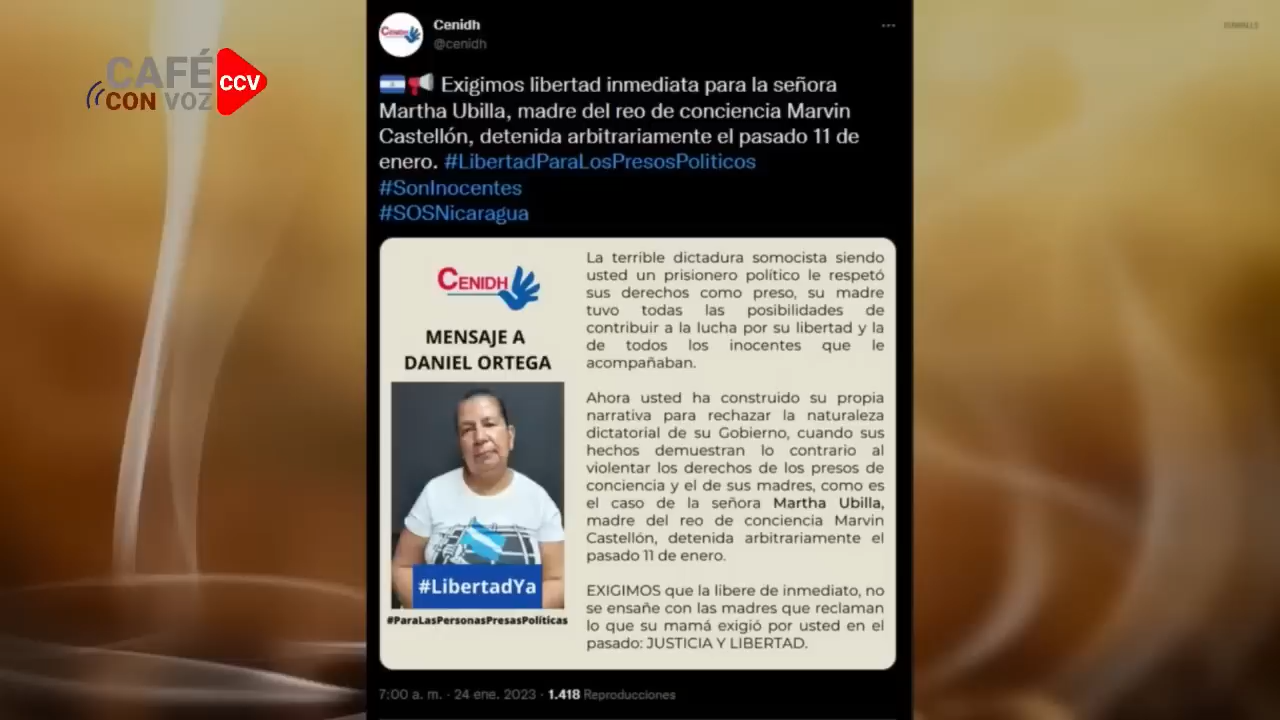 CAFÉ
CON VOZ
CCV
Cenidh
@cenidh
Exigimos libertad inmediata para la señora
Martha Ubilla, madre del reo de conciencia Marvin
Castellón, detenida arbitrariamente el pasado 11 de
enero. #LibertadParaLosPresosPoliticos
#SonInocentes
#SOSNicaragua
CENIDH
MENSAJE A
DANIEL ORTEGA
#LibertadYa
#ParaLasPersonasPresasPolíticas
La terrible dictadura somocista siendo
usted un prisionero político le respetó
sus derechos como preso, su madre
tuvo todas las posibilidades de
contribuir a la lucha por su libertad y la
de todos los inocentes que le
acompañaban.
Ahora usted ha construido su propia
narrativa para rechazar la naturaleza
dictatorial de su Gobierno, cuando sus
hechos demuestran lo contrario al
violentar los derechos de los presos de
conciencia y el de sus madres, como es
el caso de la señora Martha Ubilla,
madre del reo de conciencia Marvin
Castellón, detenida arbitrariamente el
pasado 11 de enero.
EXIGIMOS que la libere de inmediato, no
se ensañe con las madres que reclaman
lo que su mamá exigió por usted en el
pasado: JUSTICIA Y LIBERTAD.
7:00 a. m. · 24 ene. 2023 · 1.418 Reproducciones